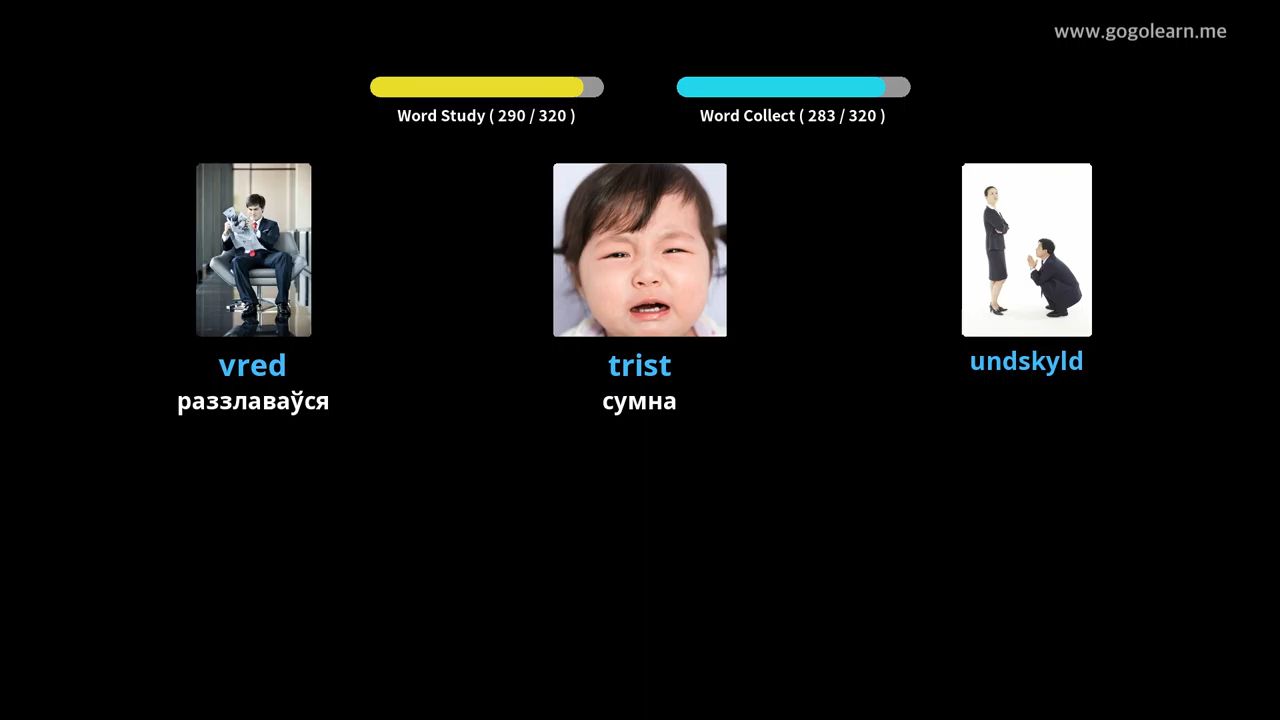 www.gogolearn.me
Word Study ( 290 / 320 )
Word Collect ( 283 / 320 )
vred
trist
undskyld
раззлаваўся
сумна